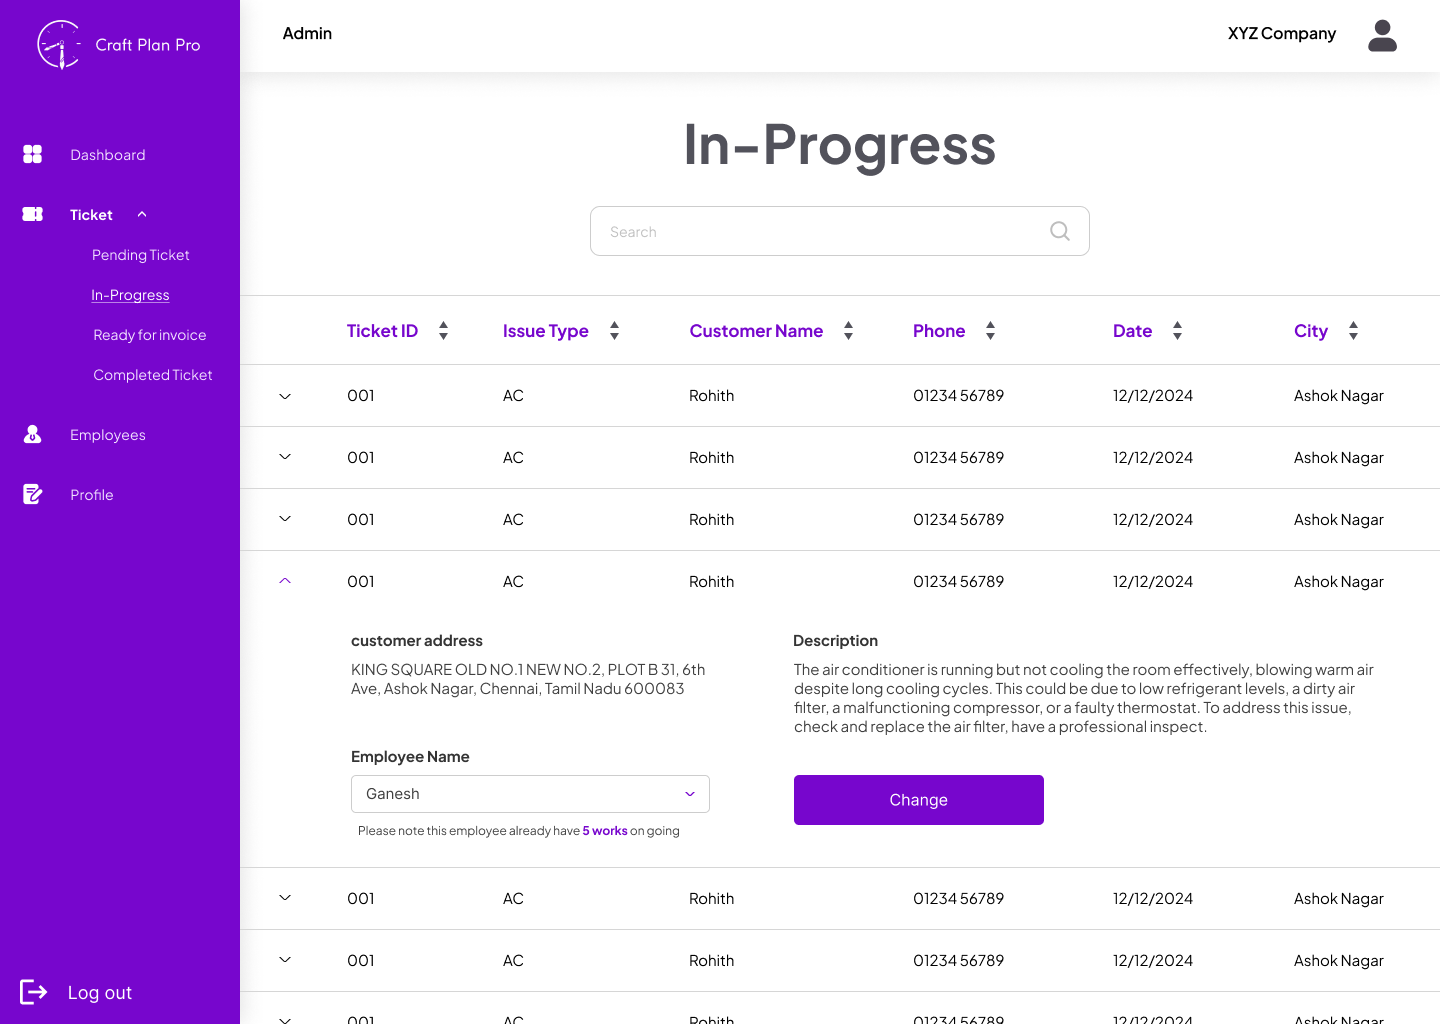 Craft Plan Pro
Admin
XYZ Company
Dashboard
Ticket
Pending Ticket
In-Progress
Ready for invoice
Completed Ticket
Employees
Profile
Log out
In-Progress
Search
Ticket ID Issue Type Customer Name Phone Date City
001 AC Rohith 01234 56789 12/12/2024 Ashok Nagar
001 AC Rohith 01234 56789 12/12/2024 Ashok Nagar
001 AC Rohith 01234 56789 12/12/2024 Ashok Nagar
001 AC Rohith 01234 56789 12/12/2024 Ashok Nagar
customer address
KING SQUARE OLD NO.1 NEW NO.2, PLOT B 31, 6th
Ave, Ashok Nagar, Chennai, Tamil Nadu 600083
Description
The air conditioner is running but not cooling the room effectively, blowing warm air
despite long cooling cycles. This could be due to low refrigerant levels, a dirty air
filter, a malfunctioning compressor, or a faulty thermostat. To address this issue,
check and replace the air filter, have a professional inspect.
Employee Name
Ganesh
Please note this employee already have 5 works on going
Change
001 AC Rohith 01234 56789 12/12/2024 Ashok Nagar
001 AC Rohith 01234 56789 12/12/2024 Ashok Nagar
001 AC Rohith 01234 56789 12/12/2024 Ashok Nagar